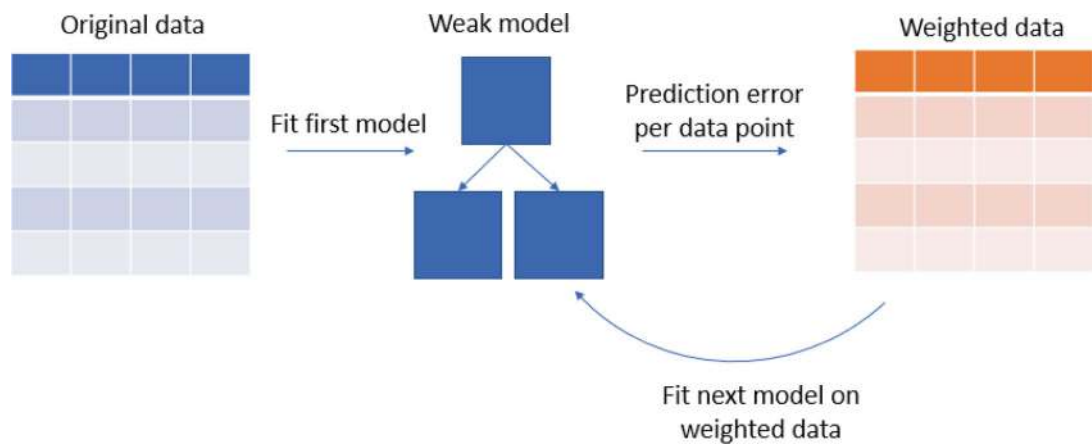 Original data
Weak model
Weighted data
Fit first model
Prediction error
per data point
Fit next model on
weighted data